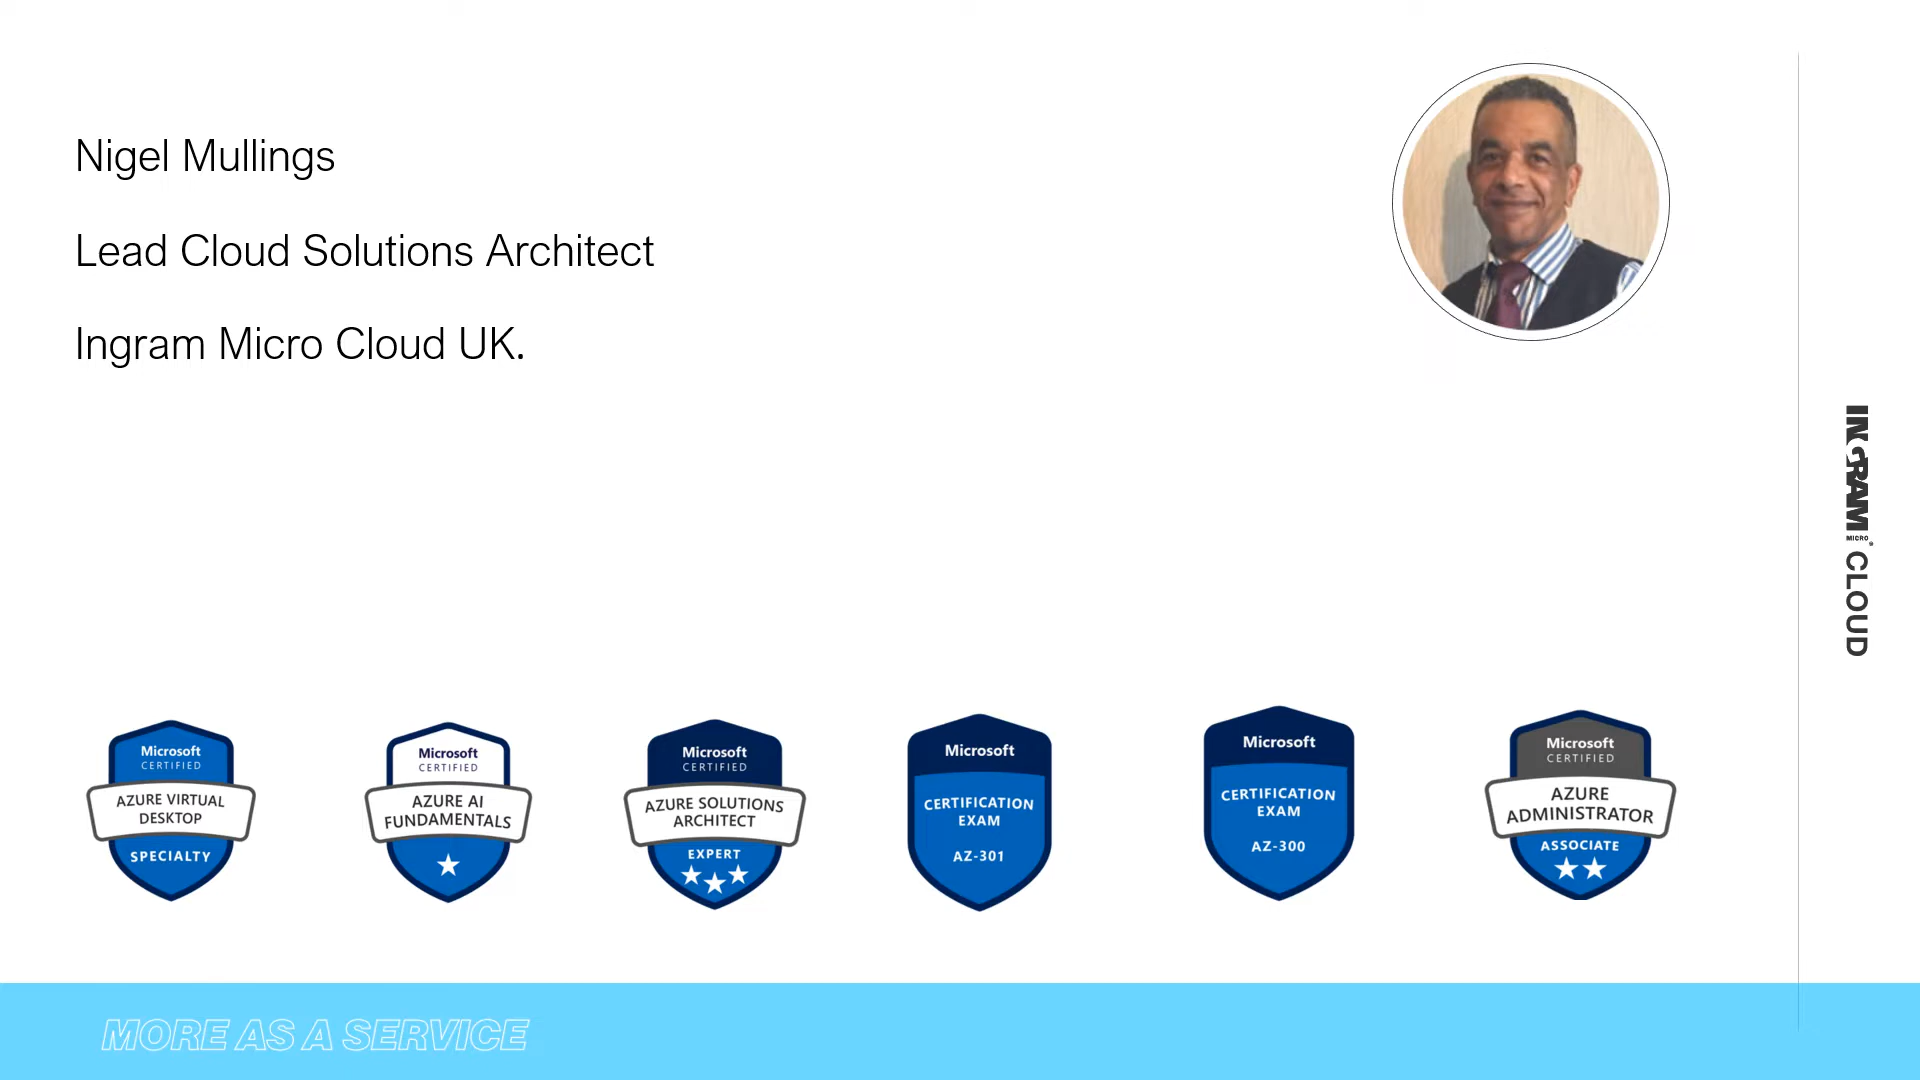 Nigel Mullings
Lead Cloud Solutions Architect
Ingram Micro Cloud UK.
INGRAM
MICRO®
CLOUD
Microsoft
CERTIFIED
AZURE VIRTUAL
DESKTOP
SPECIALTY
Microsoft
CERTIFIED
AZURE AI
FUNDAMENTALS
Microsoft
CERTIFIED
AZURE SOLUTIONS
ARCHITECT
EXPERT
Microsoft
CERTIFICATION
EXAM
AZ-301
Microsoft
CERTIFICATION
EXAM
AZ-300
Microsoft
CERTIFIED
AZURE
ADMINISTRATOR
ASSOCIATE
MORE AS A SERVICE